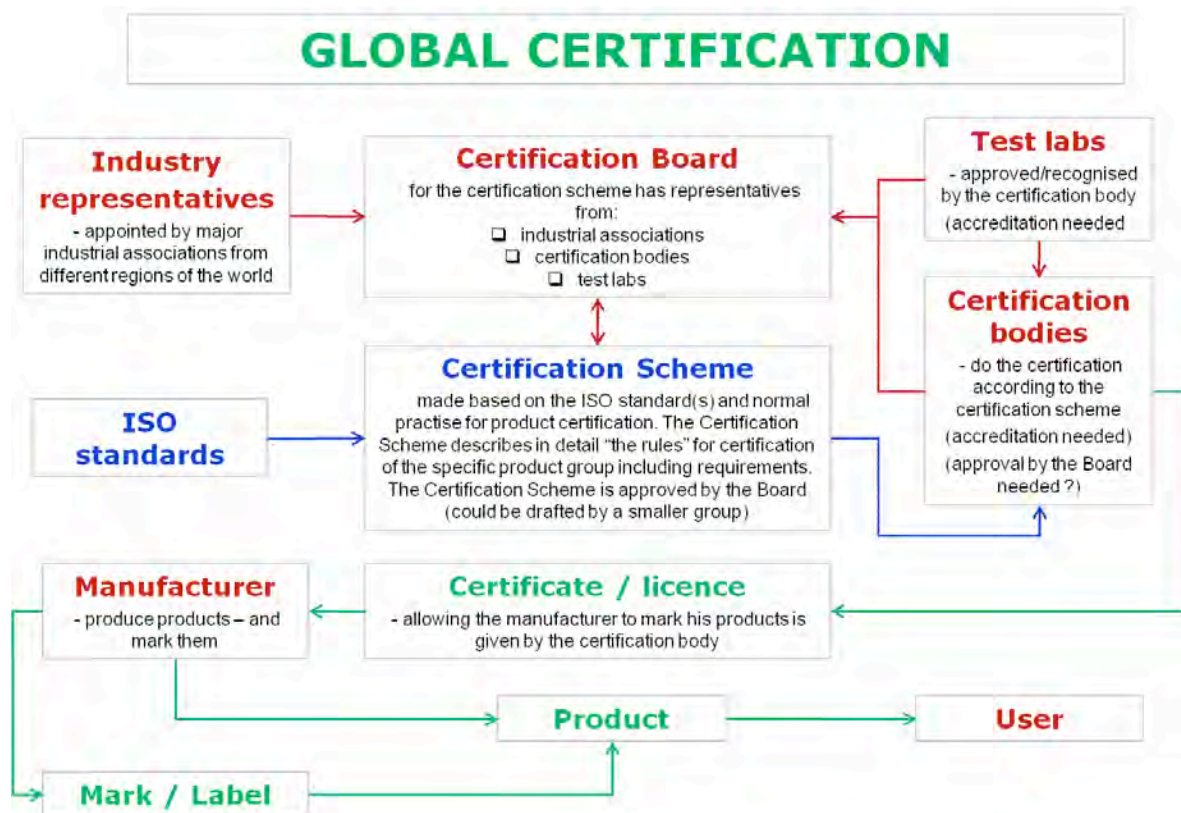 GLOBAL CERTIFICATION
Industry
representatives
- appointed by major
industrial associations from
different regions of the world
Certification Board
for the certification scheme has representatives
from:
❑ industrial associations
❑ certification bodies
❑ test labs
Test labs
- approved/recognised
by the certification body
(accreditation needed
Certification
bodies
- do the certification
according to the
certification scheme
(accreditation needed)
(approval by the Board
needed ?)
ISO
standards
Certification Scheme
made based on the ISO standard(s) and normal
practise for product certification. The Certification
Scheme describes in detail “the rules” for certification
of the specific product group including requirements.
The Certification Scheme is approved by the Board
(could be drafted by a smaller group)
Manufacturer
- produce products – and
mark them
Certificate / licence
- allowing the manufacturer to mark his products is
given by the certification body
Product
User
Mark / Label